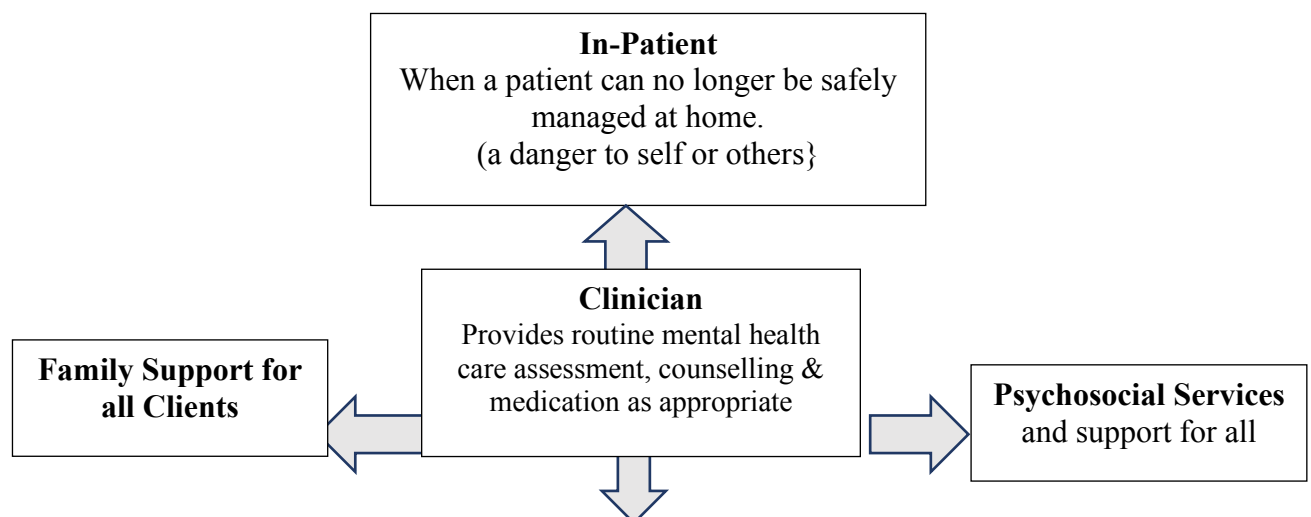 In-Patient
When a patient can no longer be safely
managed at home.
(a danger to self or others}
Clinician
Provides routine mental health
care assessment, counselling &
medication as appropriate
Family Support for
all Clients
Psychosocial Services
and support for all